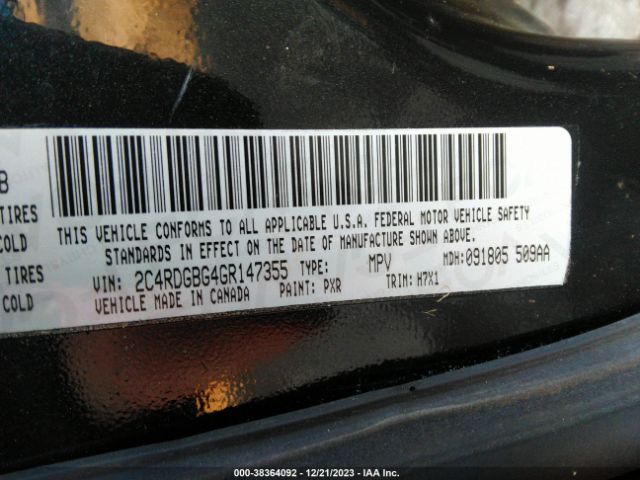 B
TIRES
COLD
TIRES
COLD
THIS VEHICLE CONFORMS TO ALL APPLICABLE U.S.A. FEDERAL MOTOR VEHICLE SAFETY
STANDARDS IN EFFECT ON THE DATE OF MANUFACTURE SHOWN ABOVE.
VIN: 2C4RDGBG4GR147355 TYPE: MPV MDH: 091805 509AA
VEHICLE MADE IN CANADA PAINT: PXR TRIM: H7X1
000-38364092 - 12/21/2023 - IAA Inc.